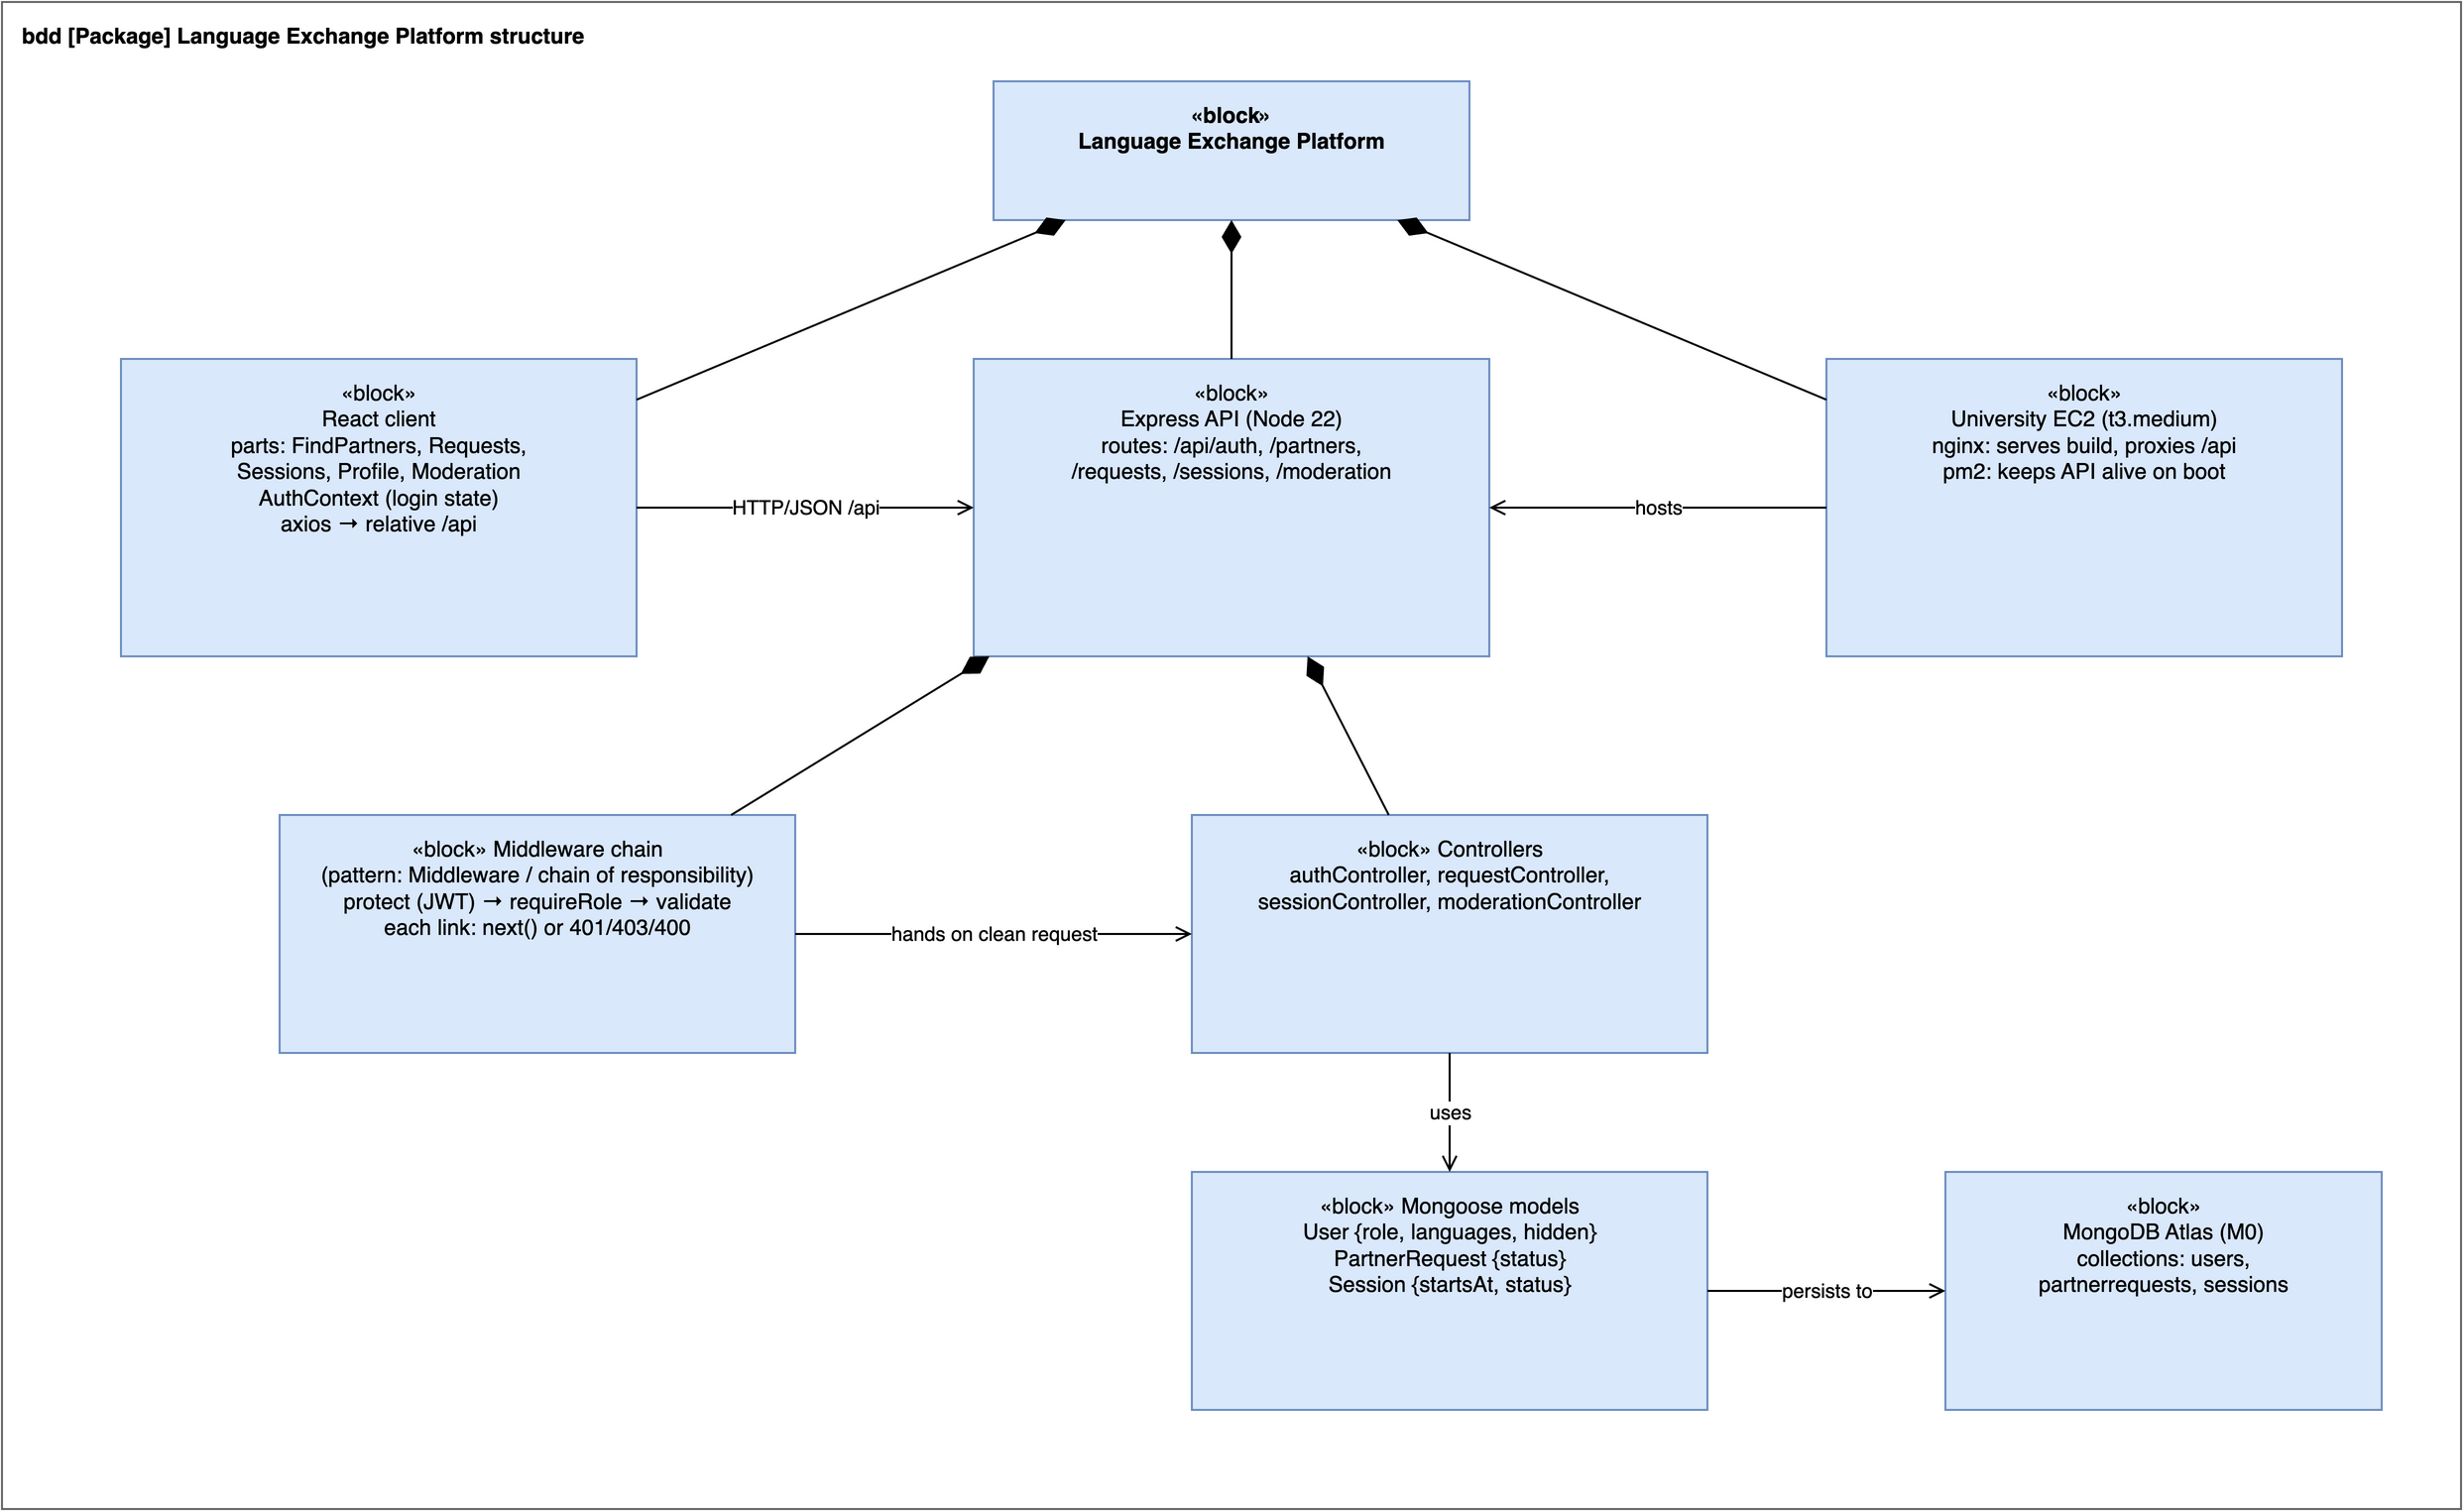 bdd [Package] Language Exchange Platform structure
«block»
Language Exchange Platform
«block»
React client
parts: FindPartners, Requests,
Sessions, Profile, Moderation
AuthContext (login state)
axios → relative /api
HTTP/JSON /api
«block»
Express API (Node 22)
routes: /api/auth, /partners,
/requests, /sessions, /moderation
hosts
«block»
University EC2 (t3.medium)
nginx: serves build, proxies /api
pm2: keeps API alive on boot
«block» Middleware chain
(pattern: Middleware / chain of responsibility)
protect (JWT) → requireRole → validate
each link: next() or 401/403/400
hands on clean request
«block» Controllers
authController, requestController,
sessionController, moderationController
uses
«block» Mongoose models
User {role, languages, hidden}
PartnerRequest {status}
Session {startsAt, status}
persists to
«block»
MongoDB Atlas (M0)
collections: users,
partnerrequests, sessions